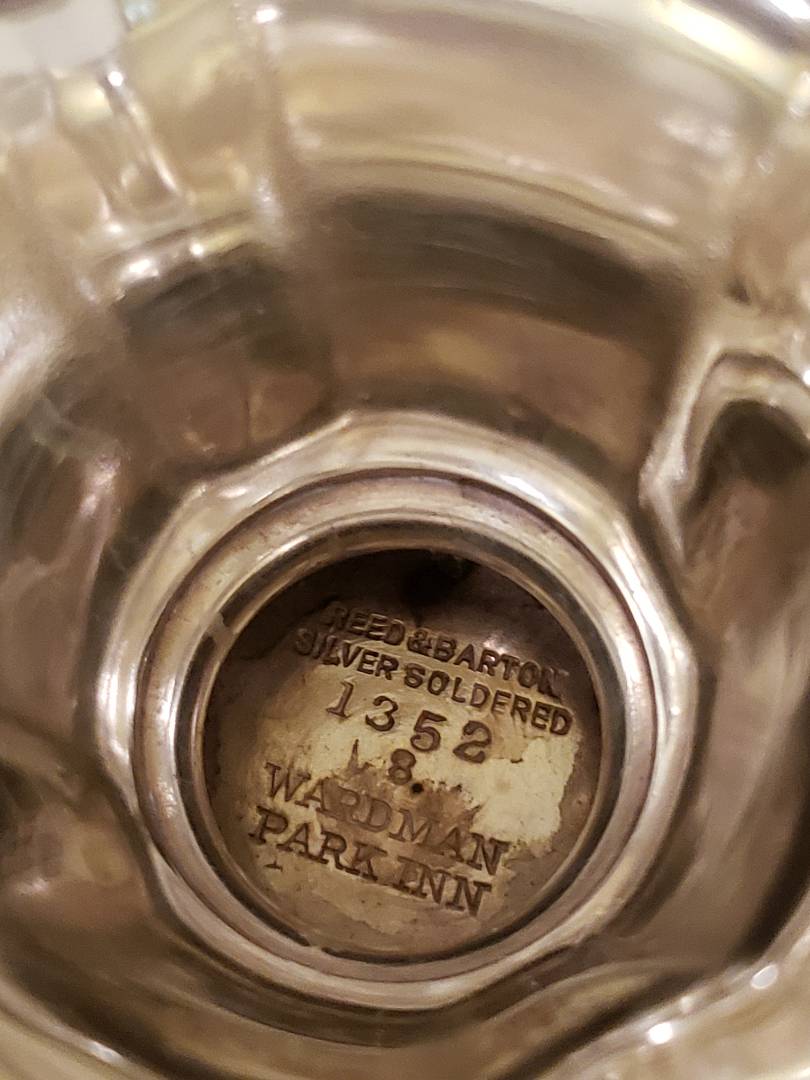 REED & BARTON
SILVER SOLDERED
1352
8
WARDMAN
PARK INN